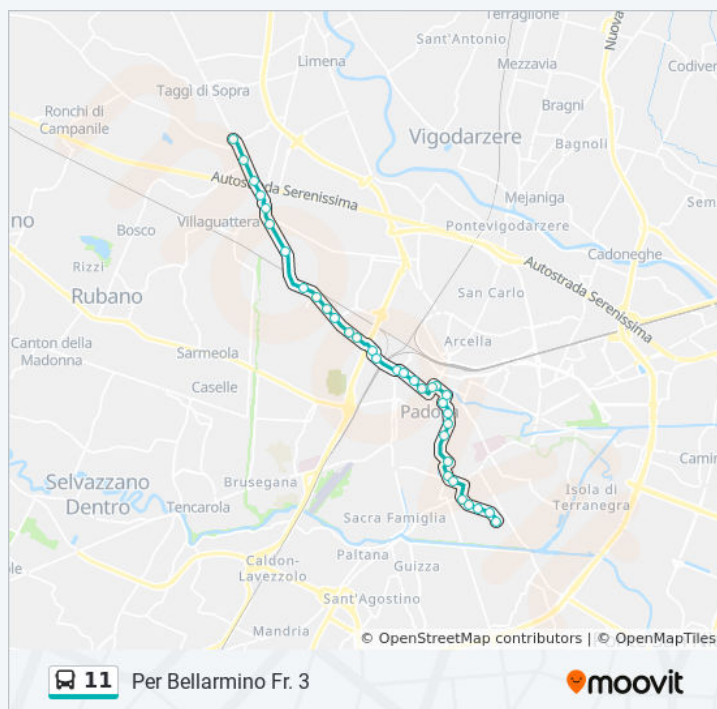 Terraglione
Sant'Antonio
Nuova
Limena
Mezzavia
Codiver
Taggì di Sopra
Bragni
Ronchi di
Campanile
Vigodarzere
Bagnoli
Autostrada Serenissima
Mejaniga
Sem
no
Villaguattera
Bosco
Pontevigodarzere
Cadoneghe
Rizzi
Autostrada Serenissima
Rubano
San Carlo
Canton della
Madonna
Sarmeola
Arcella
Caselle
Padova
Camin
Selvazzano
Dentro
Brusegana
Isola di
Terranegra
Tencarola
Sacra Famiglia
ole
Caldon-
Lavezzolo
Paltana
Guizza
Sant'Agostino
Mandria
© OpenStreetMap contributors | © OpenMapTiles
11 Per Bellarmino Fr. 3
moovit